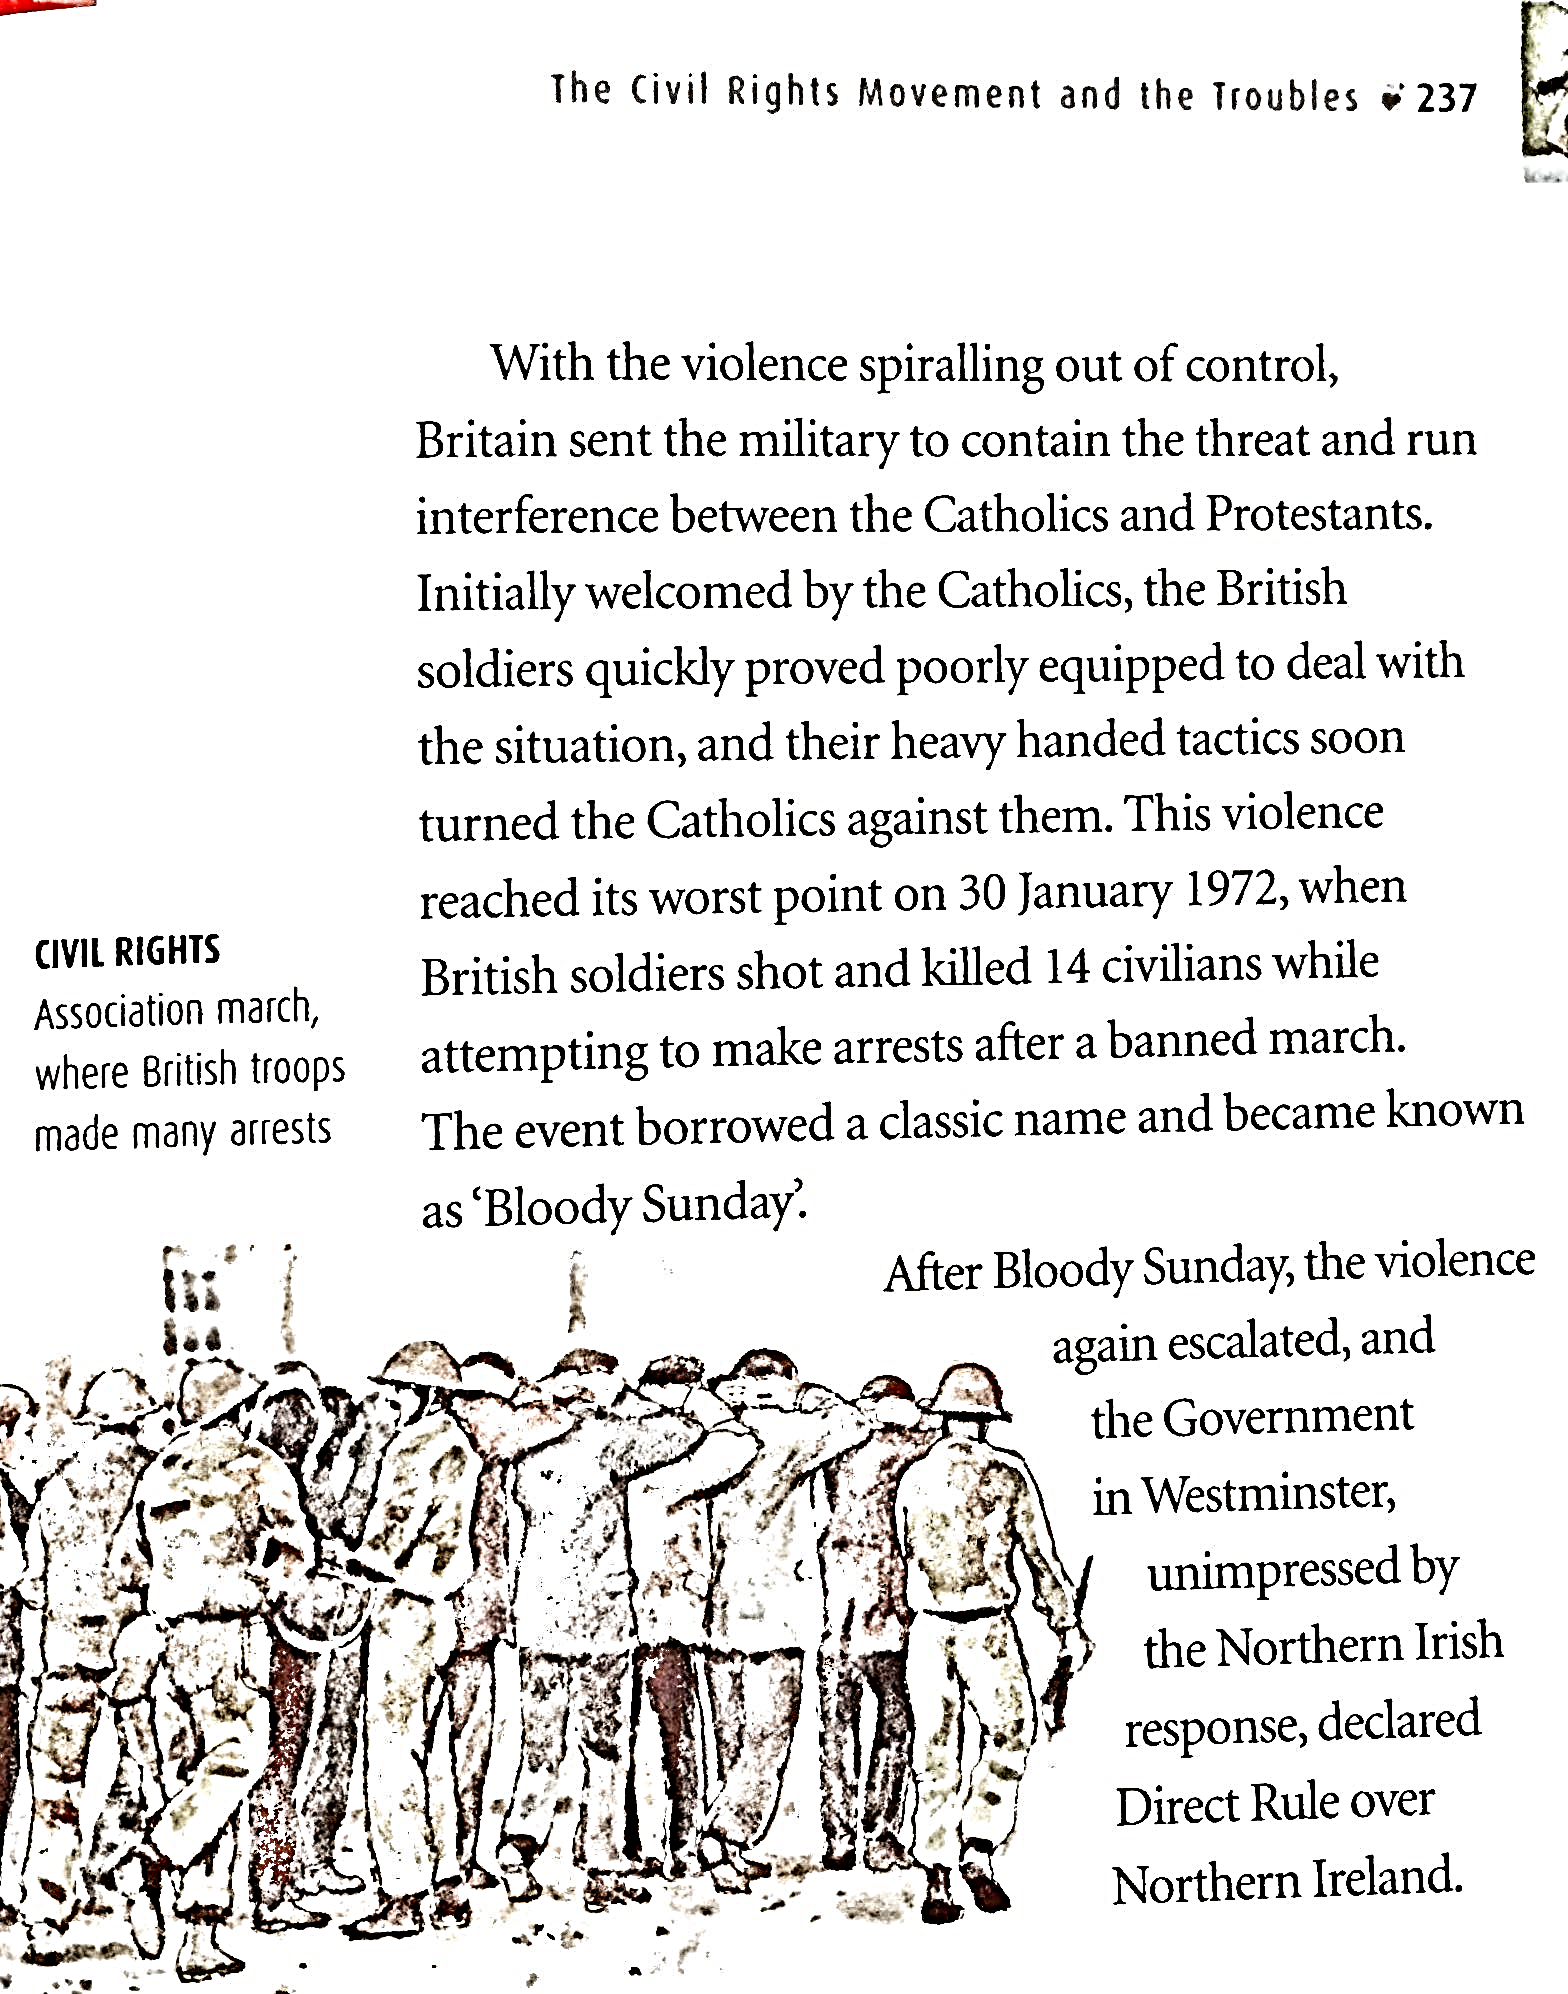 The Civil Rights Movement and the Troubles 237
With the violence spiralling out of control,
Britain sent the military to contain the threat and run
interference between the Catholics and Protestants.
Initially welcomed by the Catholics, the British
soldiers quickly proved poorly equipped to deal with
the situation, and their heavy handed tactics soon
turned the Catholics against them. This violence
reached its worst point on 30 January 1972, when
British soldiers shot and killed 14 civilians while
attempting to make arrests after a banned march.
The event borrowed a classic name and became known
as ‘Bloody Sunday’.
CIVIL RIGHTS
Association march,
where British troops
made many arrests
After Bloody Sunday, the violence
again escalated, and
the Government
in Westminster,
unimpressed by
the Northern Irish
response, declared
Direct Rule over
Northern Ireland.